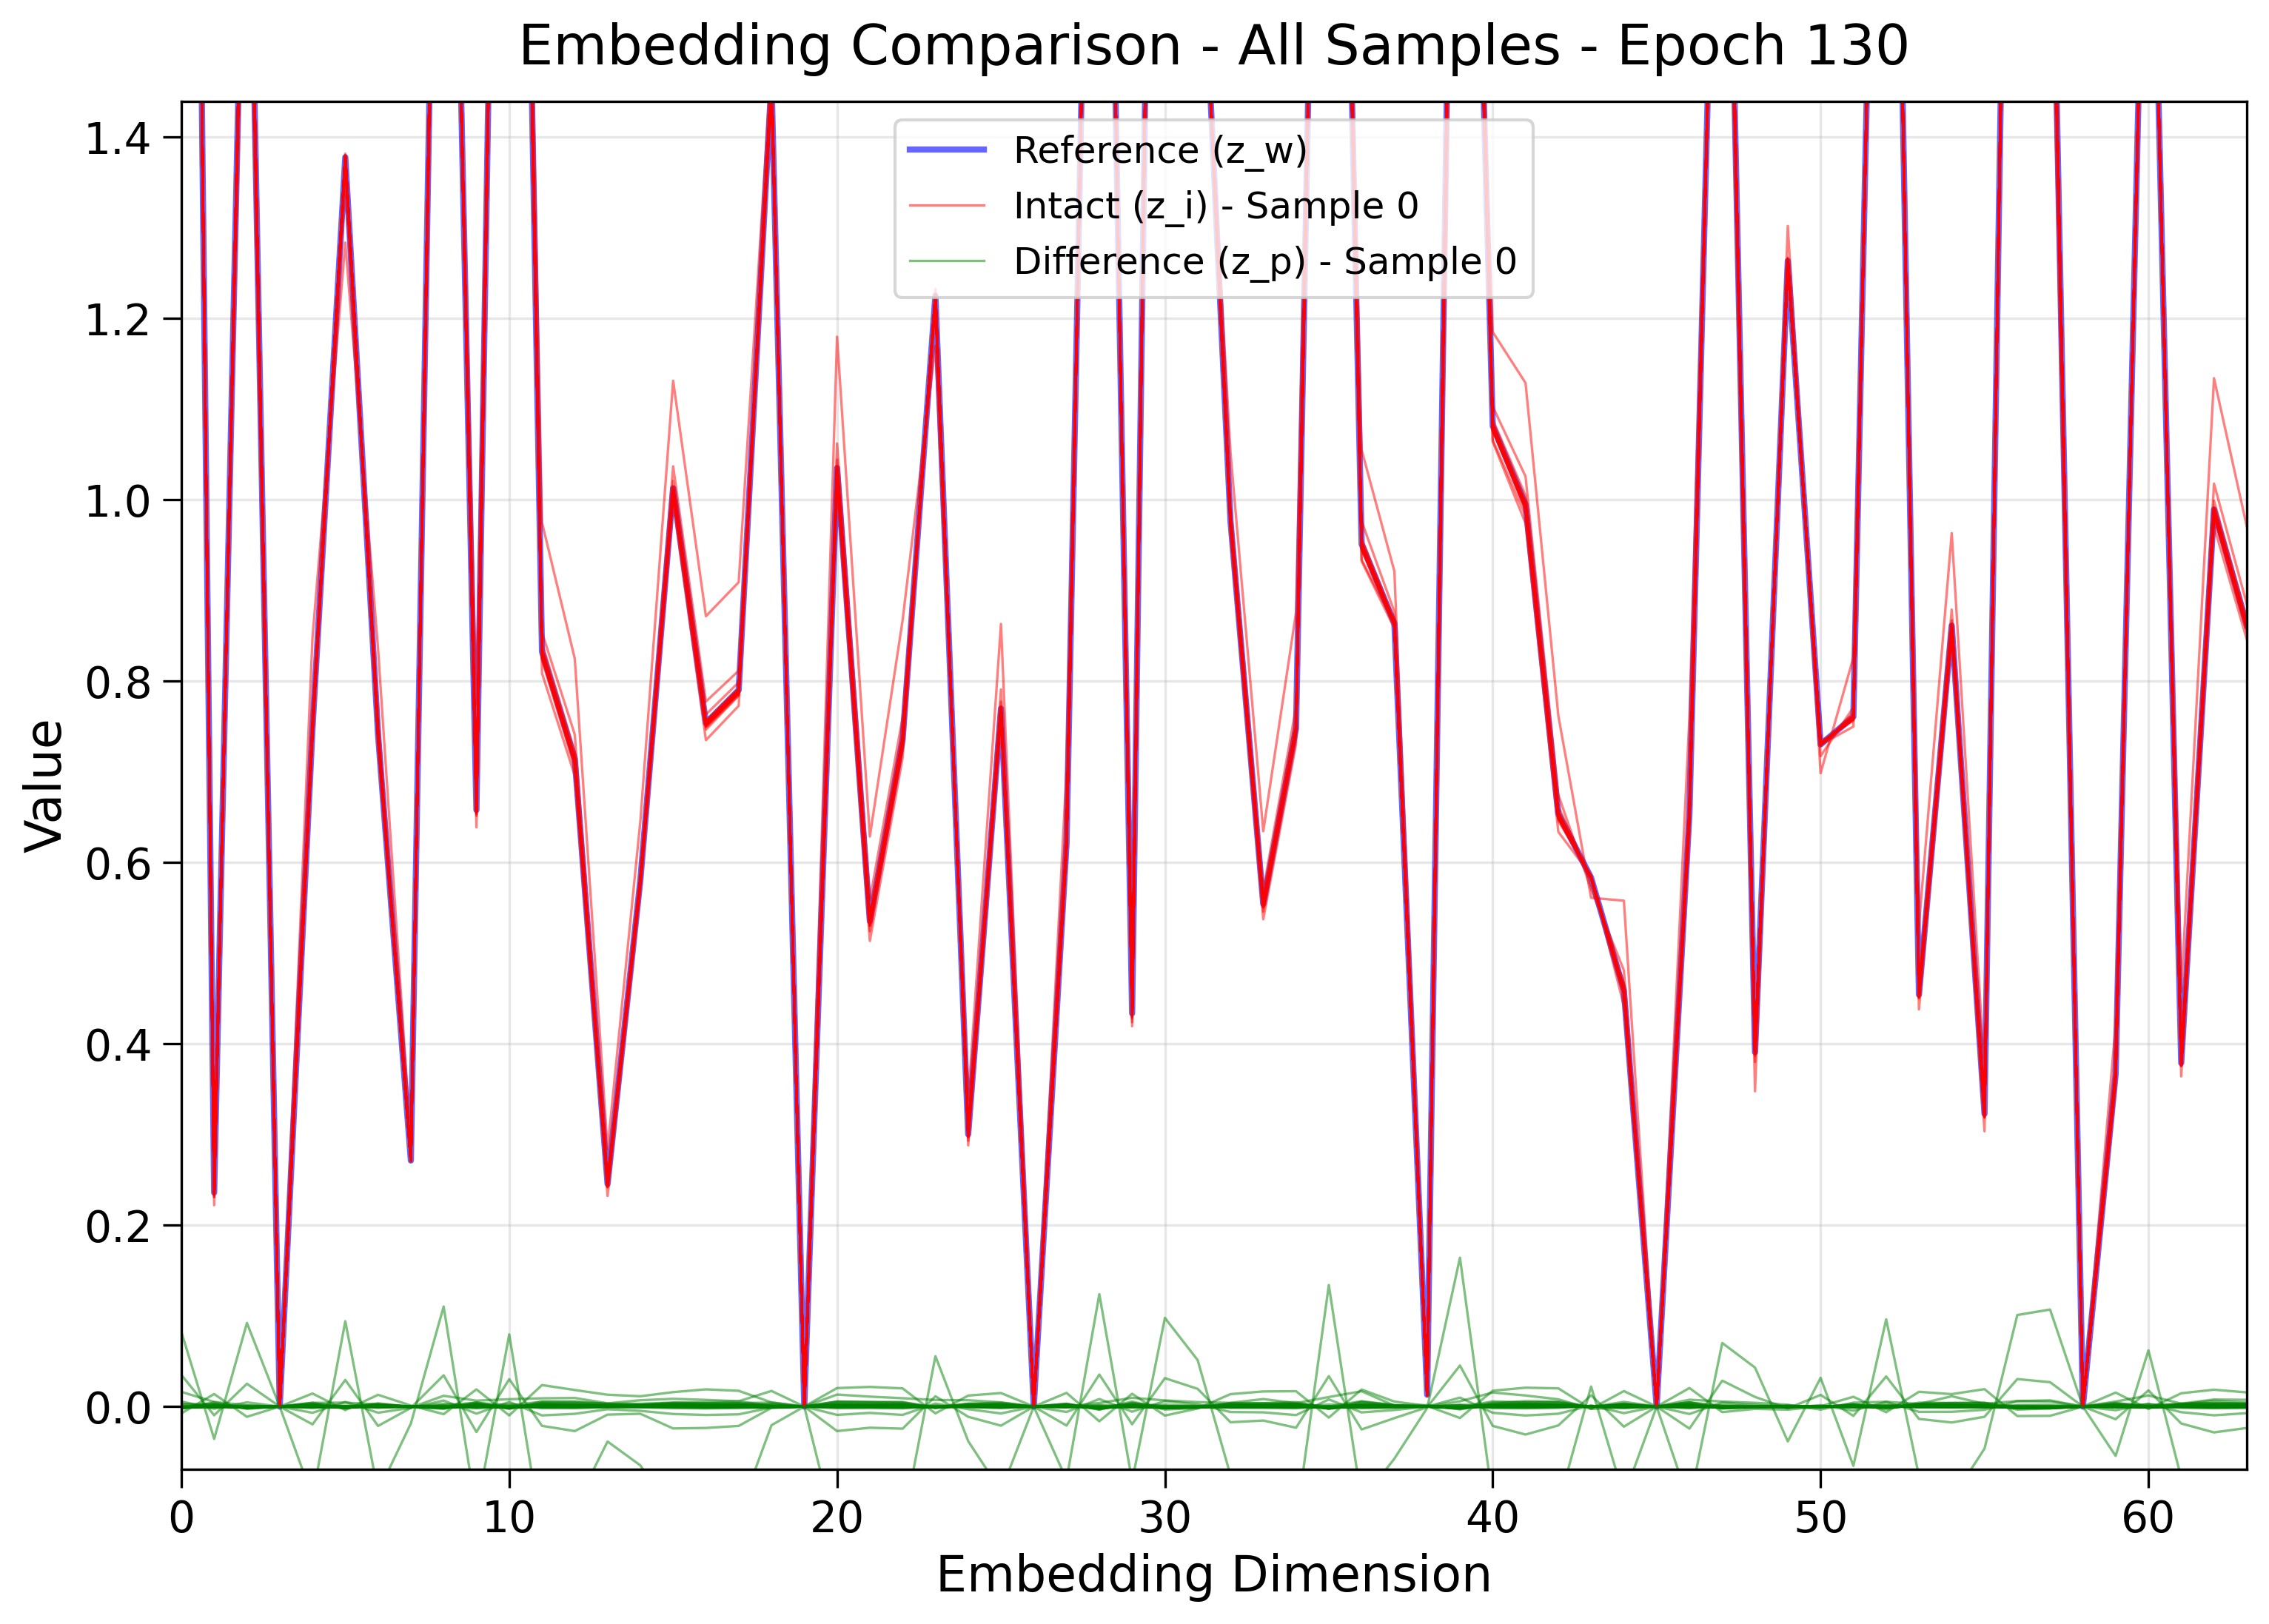 Embedding Comparison - All Samples - Epoch 130
Reference (z_w)
Intact (z_i) - Sample 0
Difference (z_p) - Sample 0
Value
1.4
1.2
1.0
0.8
0.6
0.4
0.2
0.0
0 10 20 30 40 50 60
Embedding Dimension